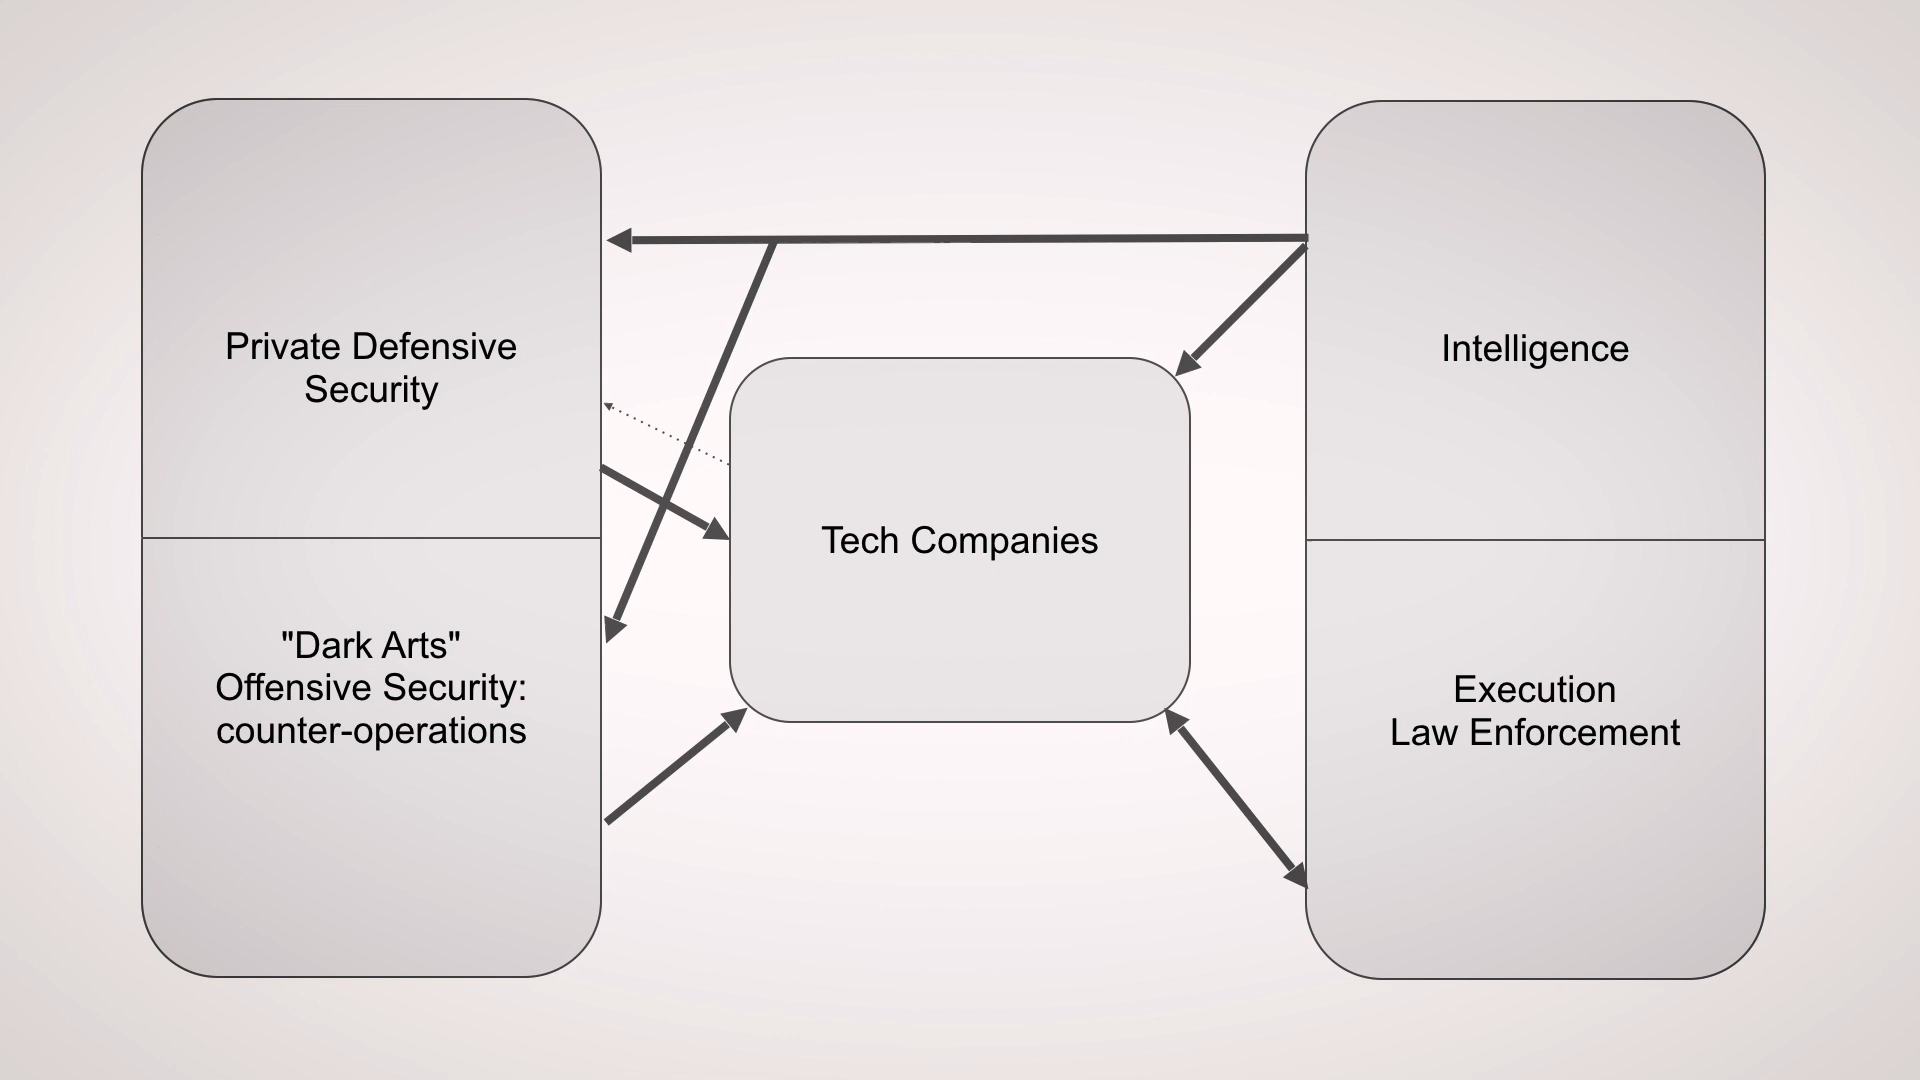 Private Defensive
Security
"Dark Arts"
Offensive Security:
counter-operations
Tech Companies
Intelligence
Execution
Law Enforcement